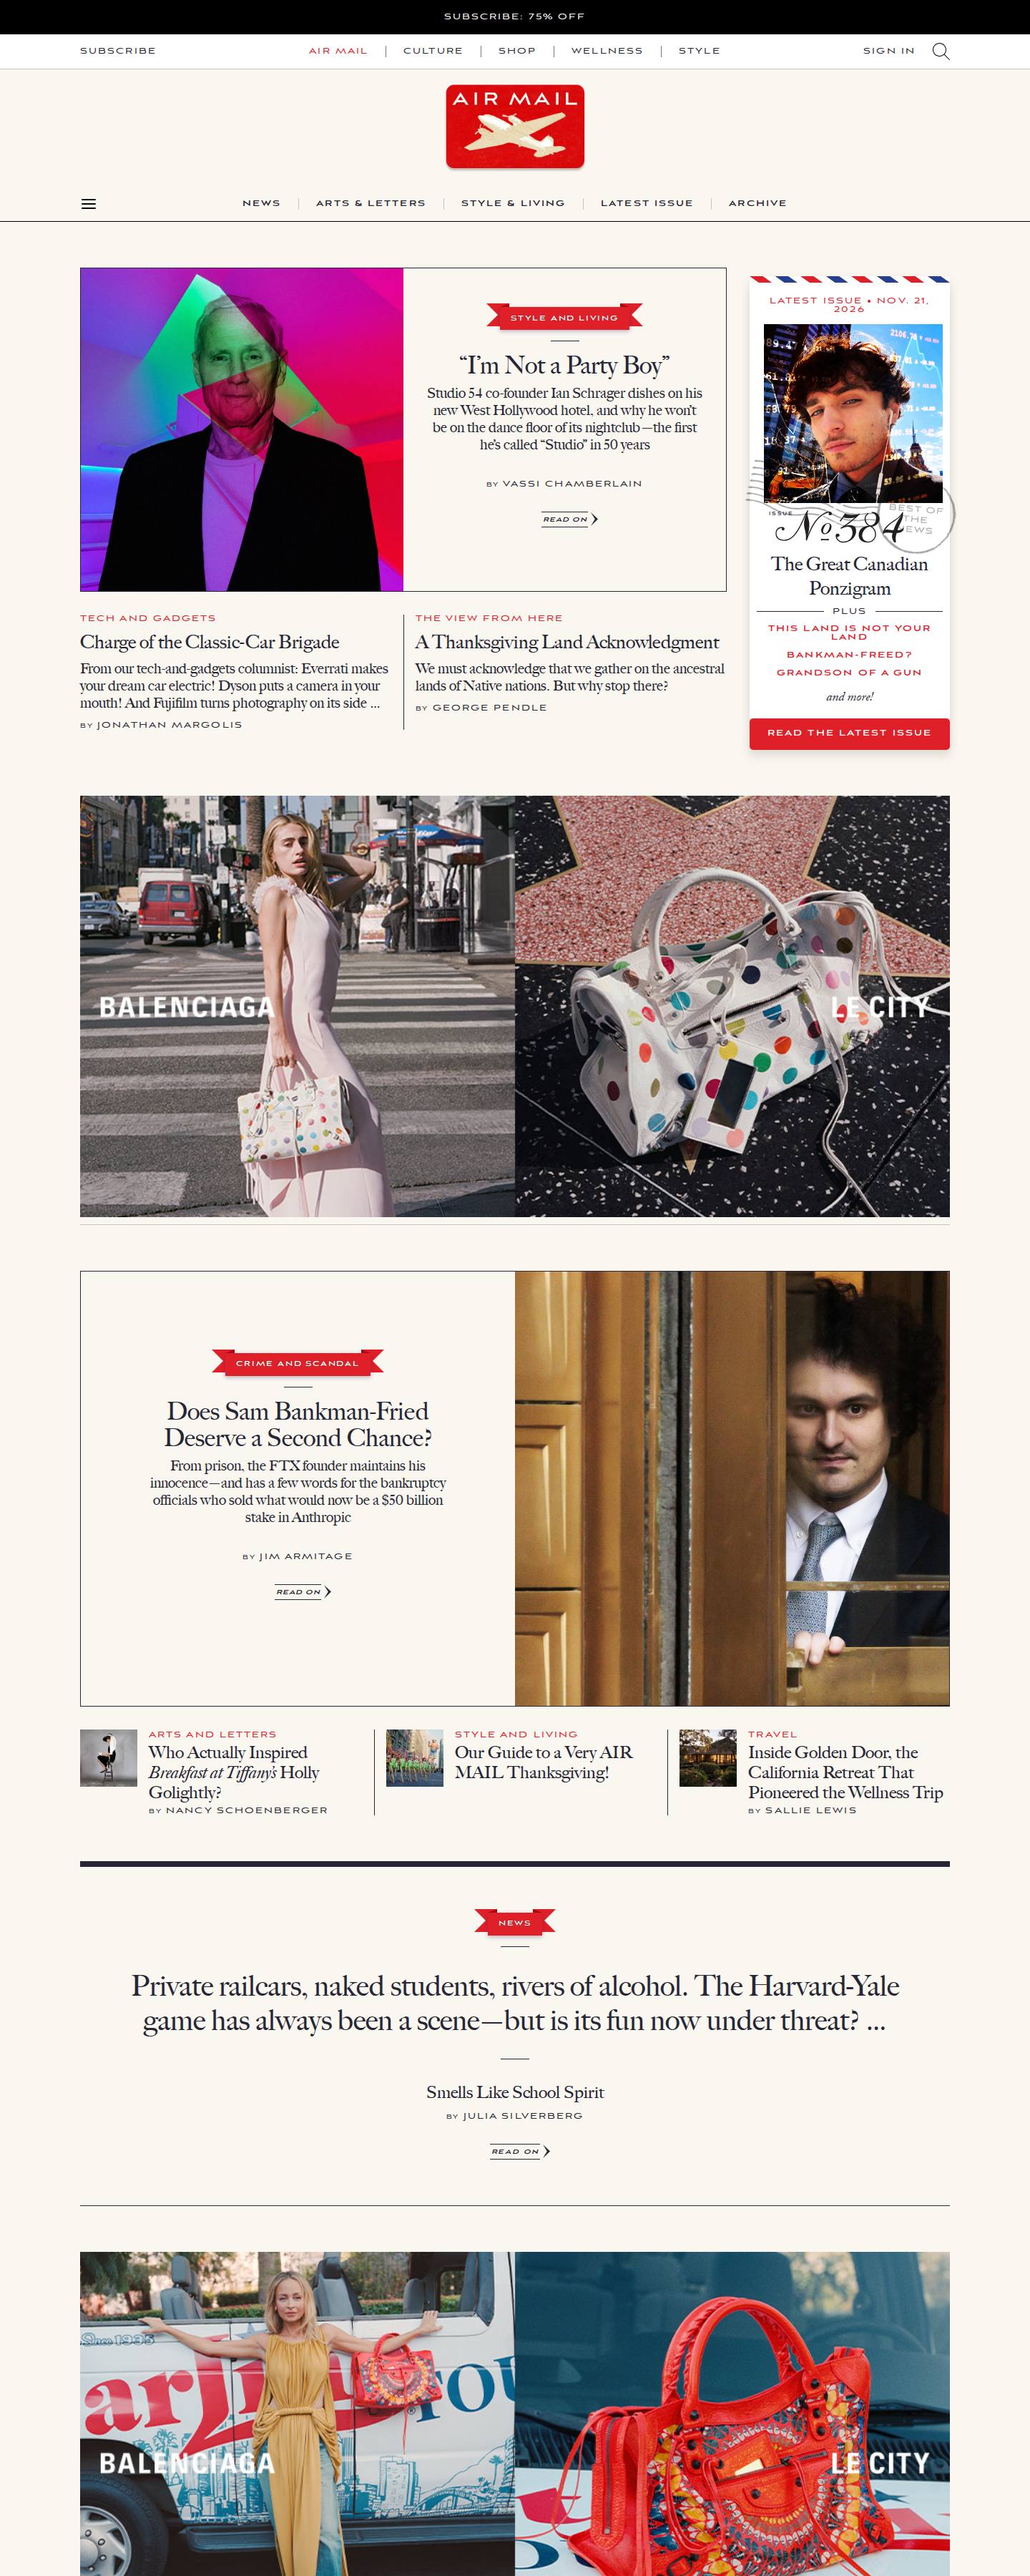 SUBSCRIBE: 75% OFF
SUBSCRIBE
AIR MAIL
CULTURE
SHOP
WELLNESS
STYLE
SIGN IN
AIR MAIL
NEWS
ARTS & LETTERS
STYLE & LIVING
LATEST ISSUE
ARCHIVE
STYLE AND LIVING
“I’m Not a Party Boy”
Studio 54 co-founder Ian Schrager dishes on his
new West Hollywood hotel, and why he won’t
be on the dance floor of its nightclub—the first
he’s called “Studio” in 50 years
BY VASSI CHAMBERLAIN
READ ON
TECH AND GADGETS
Charge of the Classic-Car Brigade
From our tech-and-gadgets columnist: Everrati makes
your dream car electric! Dyson puts a camera in your
mouth! And Fujifilm turns photography on its side ...
BY JONATHAN MARGOLIS
THE VIEW FROM HERE
A Thanksgiving Land Acknowledgment
We must acknowledge that we gather on the ancestral
lands of Native nations. But why stop there?
BY GEORGE PENDLE
LATEST ISSUE • NOV. 21,
2026
ISSUE
No 384
BEST OF
THE
NEWS
The Great Canadian
Ponzigram
PLUS
THIS LAND IS NOT YOUR
LAND
BANKMAN-FREED?
GRANDSON OF A GUN
and more!
READ THE LATEST ISSUE
BALENCIAGA
LE CITY
CRIME AND SCANDAL
Does Sam Bankman-Fried
Deserve a Second Chance?
From prison, the FTX founder maintains his
innocence—and has a few words for the bankruptcy
officials who sold what would now be a $50 billion
stake in Anthropic
BY JIM ARMITAGE
READ ON
ARTS AND LETTERS
Who Actually Inspired
Breakfast at Tiffany’s Holly
Golightly?
BY NANCY SCHOENBERGER
STYLE AND LIVING
Our Guide to a Very AIR
MAIL Thanksgiving!
TRAVEL
Inside Golden Door, the
California Retreat That
Pioneered the Wellness Trip
BY SALLIE LEWIS
NEWS
Private railcars, naked students, rivers of alcohol. The Harvard-Yale
game has always been a scene—but is its fun now under threat? ...
Smells Like School Spirit
BY JULIA SILVERBERG
READ ON
Since 1935
BALENCIAGA
LE CITY